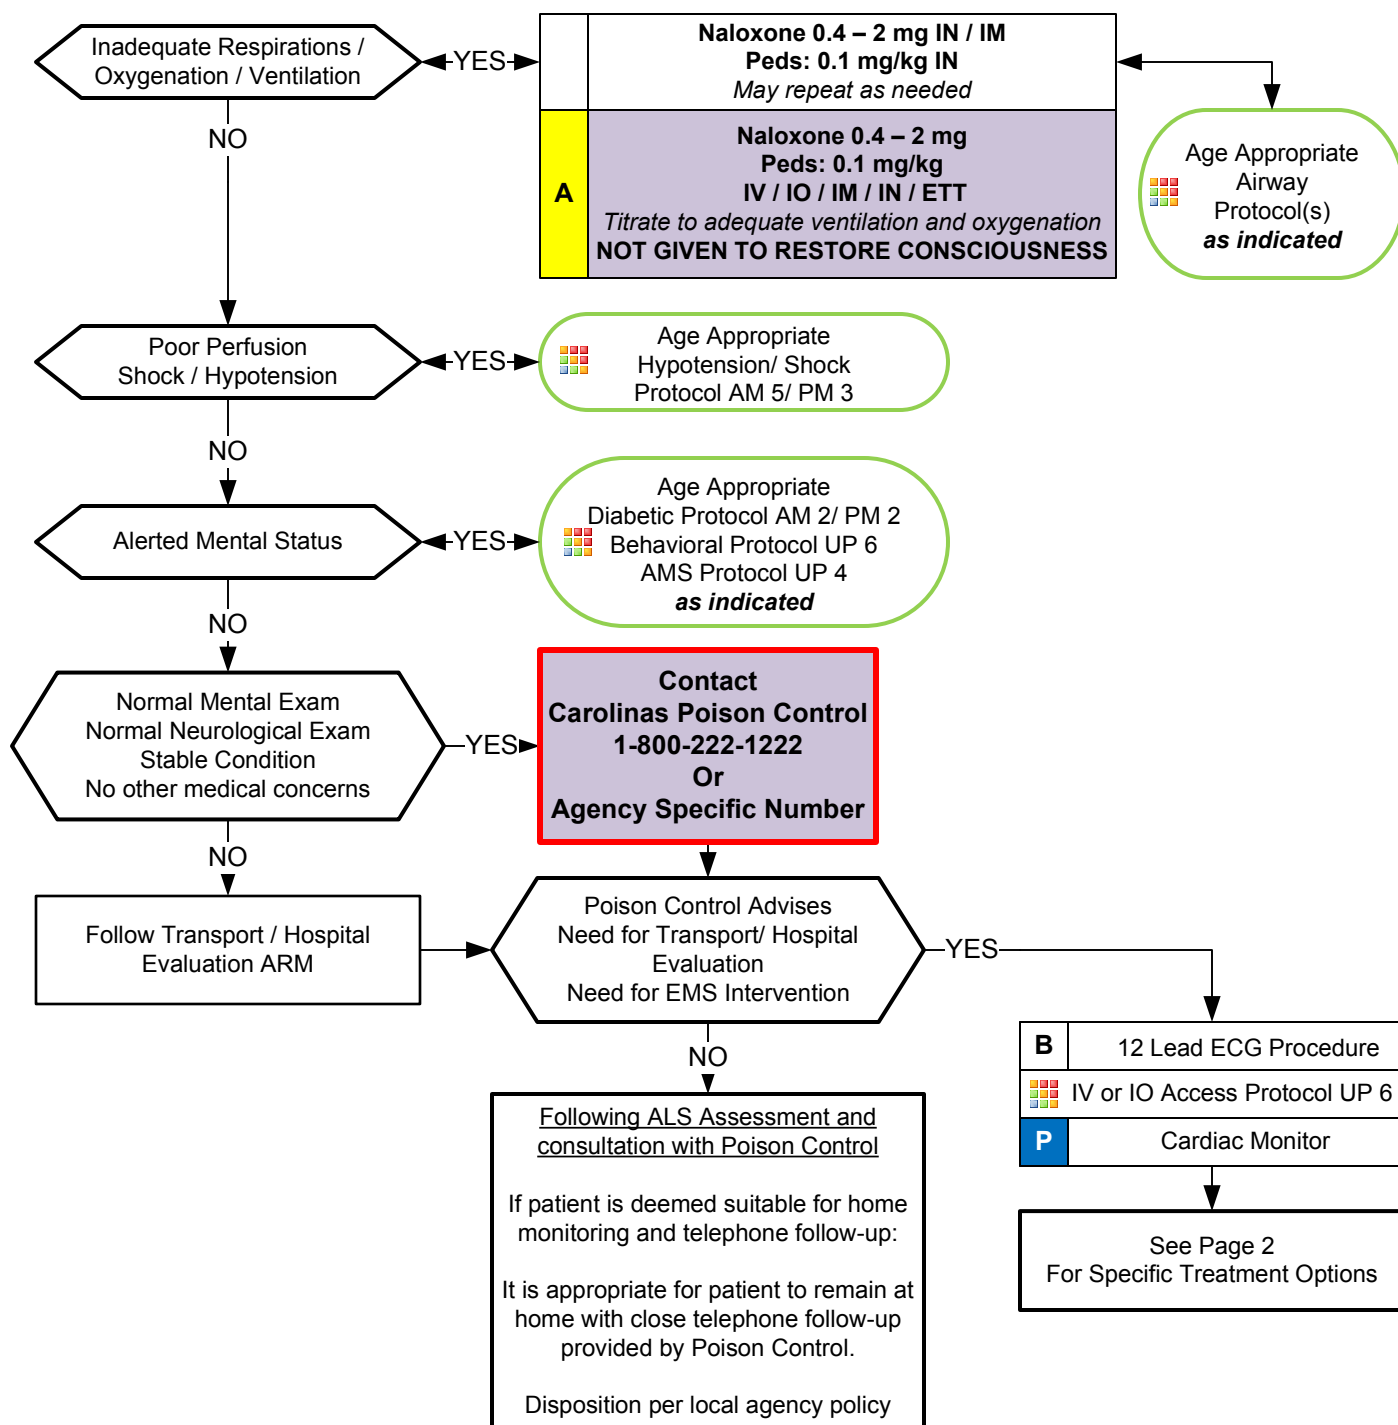 Inadequate Respirations /
Oxygenation / Ventilation
YES
Naloxone 0.4 – 2 mg IN / IM
Peds: 0.1 mg/kg IN
May repeat as needed
A
Naloxone 0.4 – 2 mg
Peds: 0.1 mg/kg
IV / IO / IM / IN / ETT
Titrate to adequate ventilation and oxygenation
NOT GIVEN TO RESTORE CONSCIOUSNESS
Age Appropriate
Airway
Protocol(s)
as indicated
NO
Poor Perfusion
Shock / Hypotension
YES
Age Appropriate
Hypotension/ Shock
Protocol AM 5/ PM 3
NO
Alerted Mental Status
YES
Age Appropriate
Diabetic Protocol AM 2/ PM 2
Behavioral Protocol UP 6
AMS Protocol UP 4
as indicated
NO
Normal Mental Exam
Normal Neurological Exam
Stable Condition
No other medical concerns
YES
Contact
Carolinas Poison Control
1-800-222-1222
Or
Agency Specific Number
NO
Follow Transport / Hospital
Evaluation ARM
Poison Control Advises
Need for Transport/ Hospital
Evaluation
Need for EMS Intervention
YES
B
12 Lead ECG Procedure
IV or IO Access Protocol UP 6
P
Cardiac Monitor
See Page 2
For Specific Treatment Options
NO
Following ALS Assessment and
consultation with Poison Control
If patient is deemed suitable for home
monitoring and telephone follow-up:
It is appropriate for patient to remain at
home with close telephone follow-up
provided by Poison Control.
Disposition per local agency policy